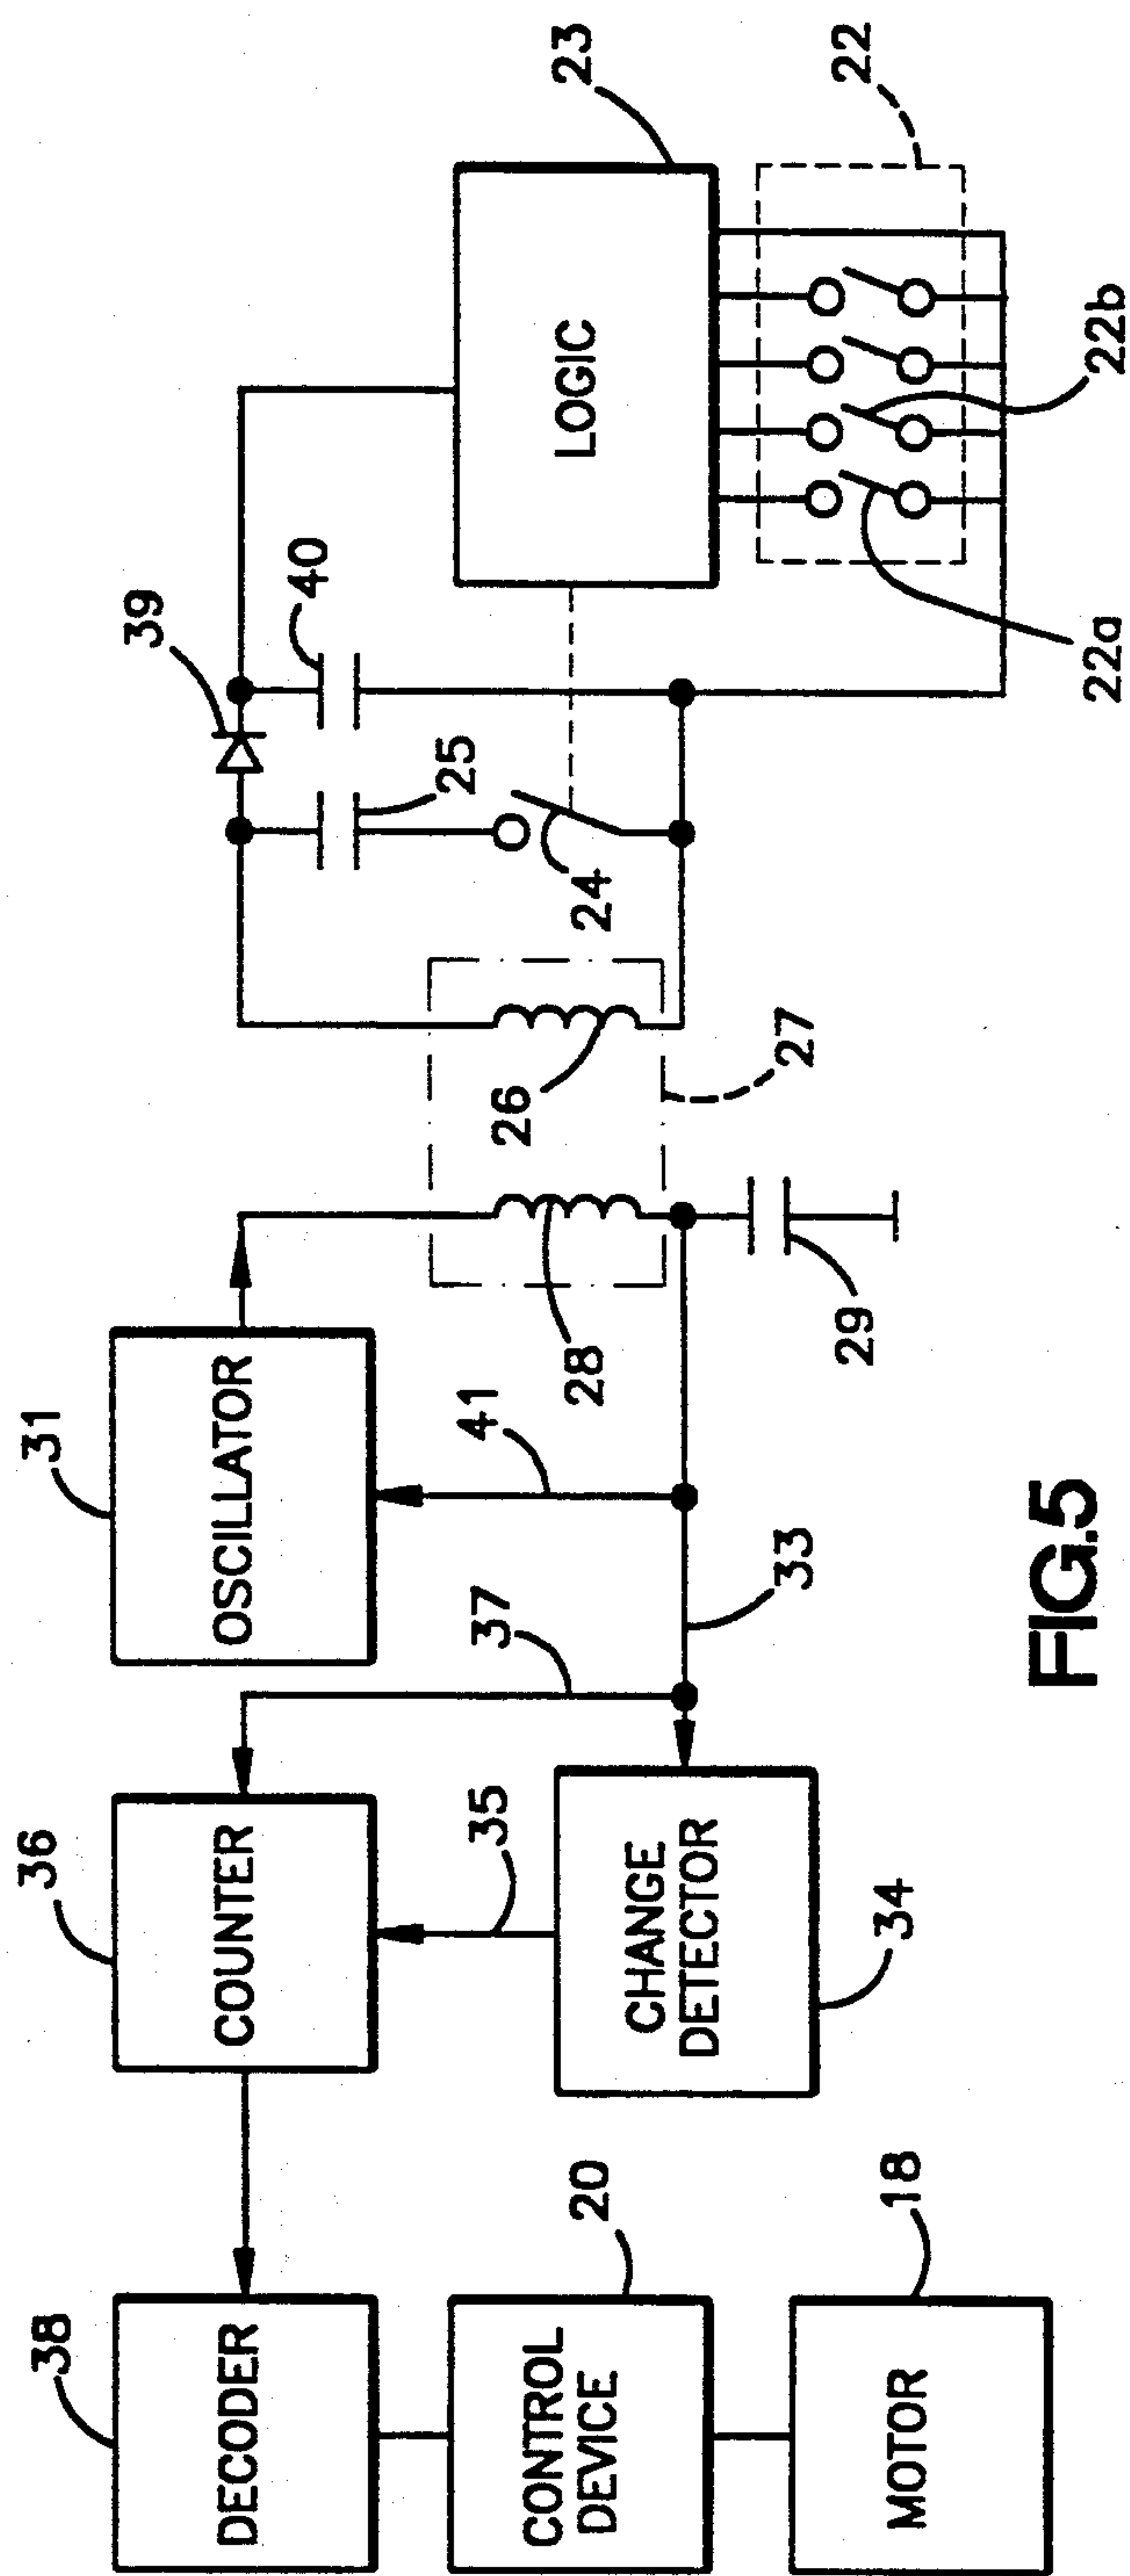 31
OSCILLATOR
36
COUNTER
38
DECODER
37
41
35
33
CHANGE
DETECTOR
34
20
CONTROL
DEVICE
18
MOTOR
28
29
26
27
39
40
25
24
LOGIC
23
22
22a
22b
FIG.5